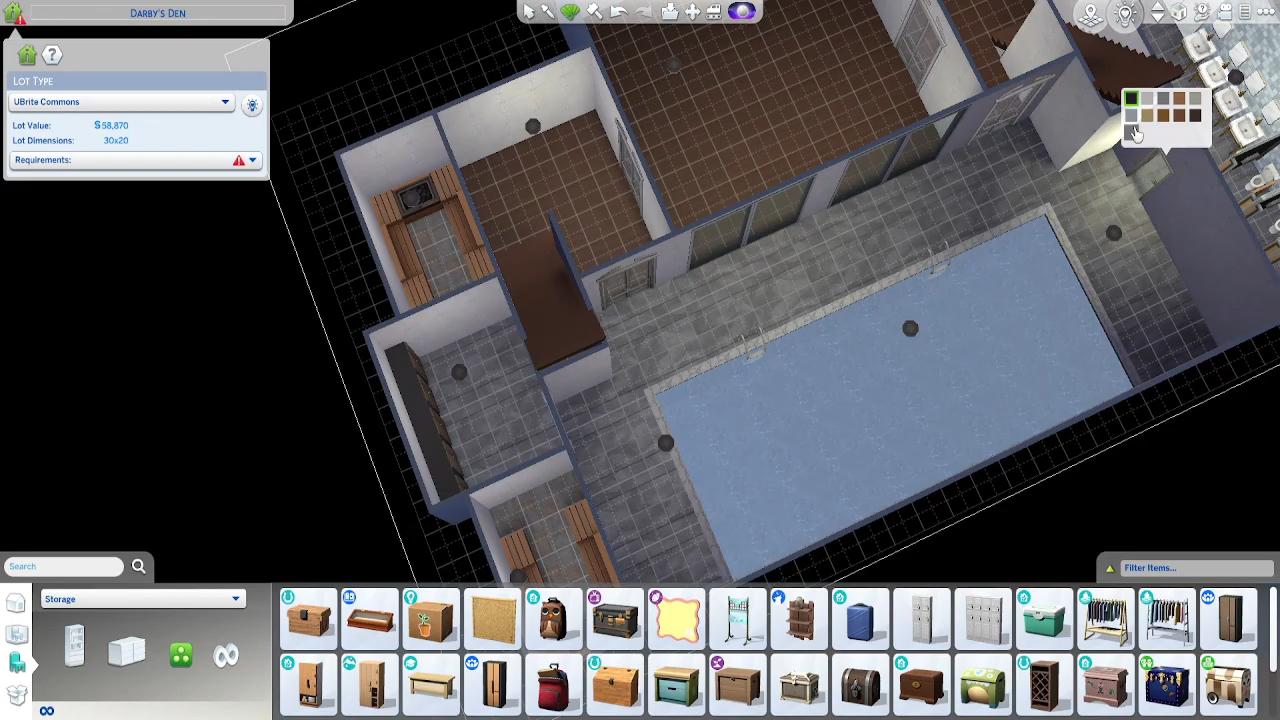 Darby's Den
Lot Type
UBrite Commons
Lot Value: §58,870
Lot Dimensions: 30x20
Requirements:
Search
Filter Items...
Storage